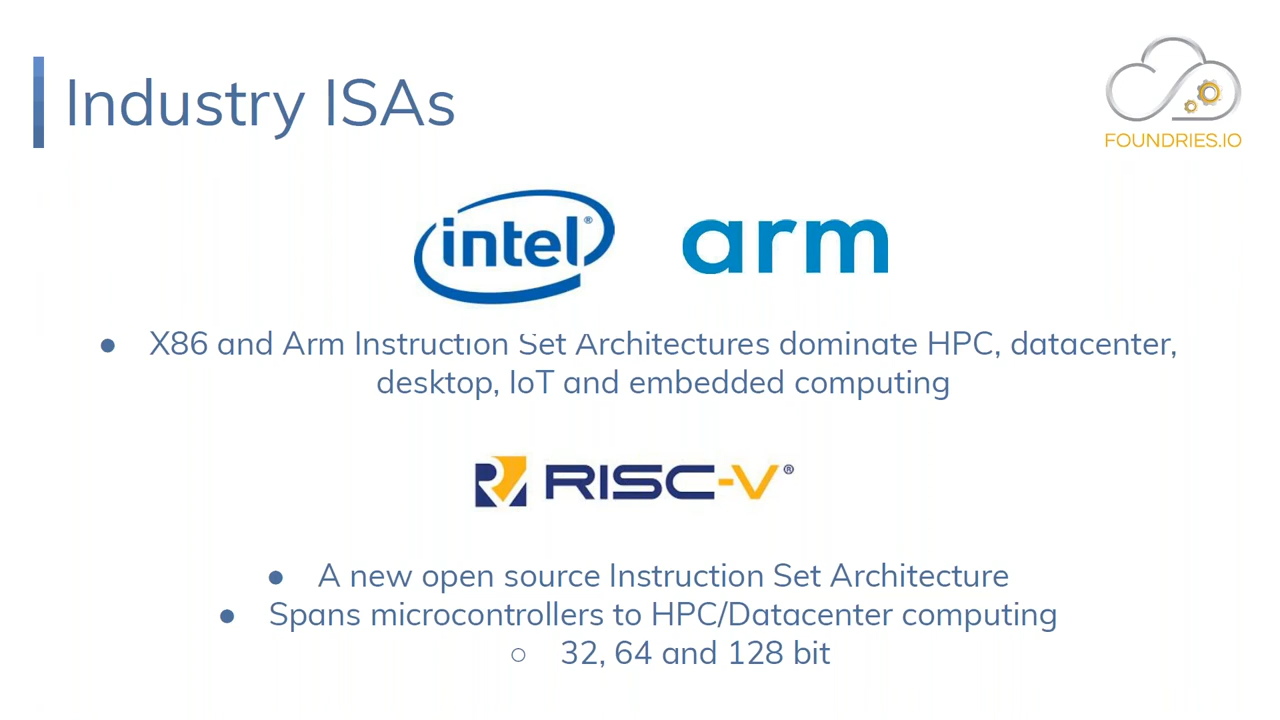 Industry ISAs
FOUNDRIES.IO
intel®
arm
● X86 and Arm Instruction Set Architectures dominate HPC, datacenter,
desktop, IoT and embedded computing
RISC-V®
● A new open source Instruction Set Architecture
● Spans microcontrollers to HPC/Datacenter computing
○ 32, 64 and 128 bit